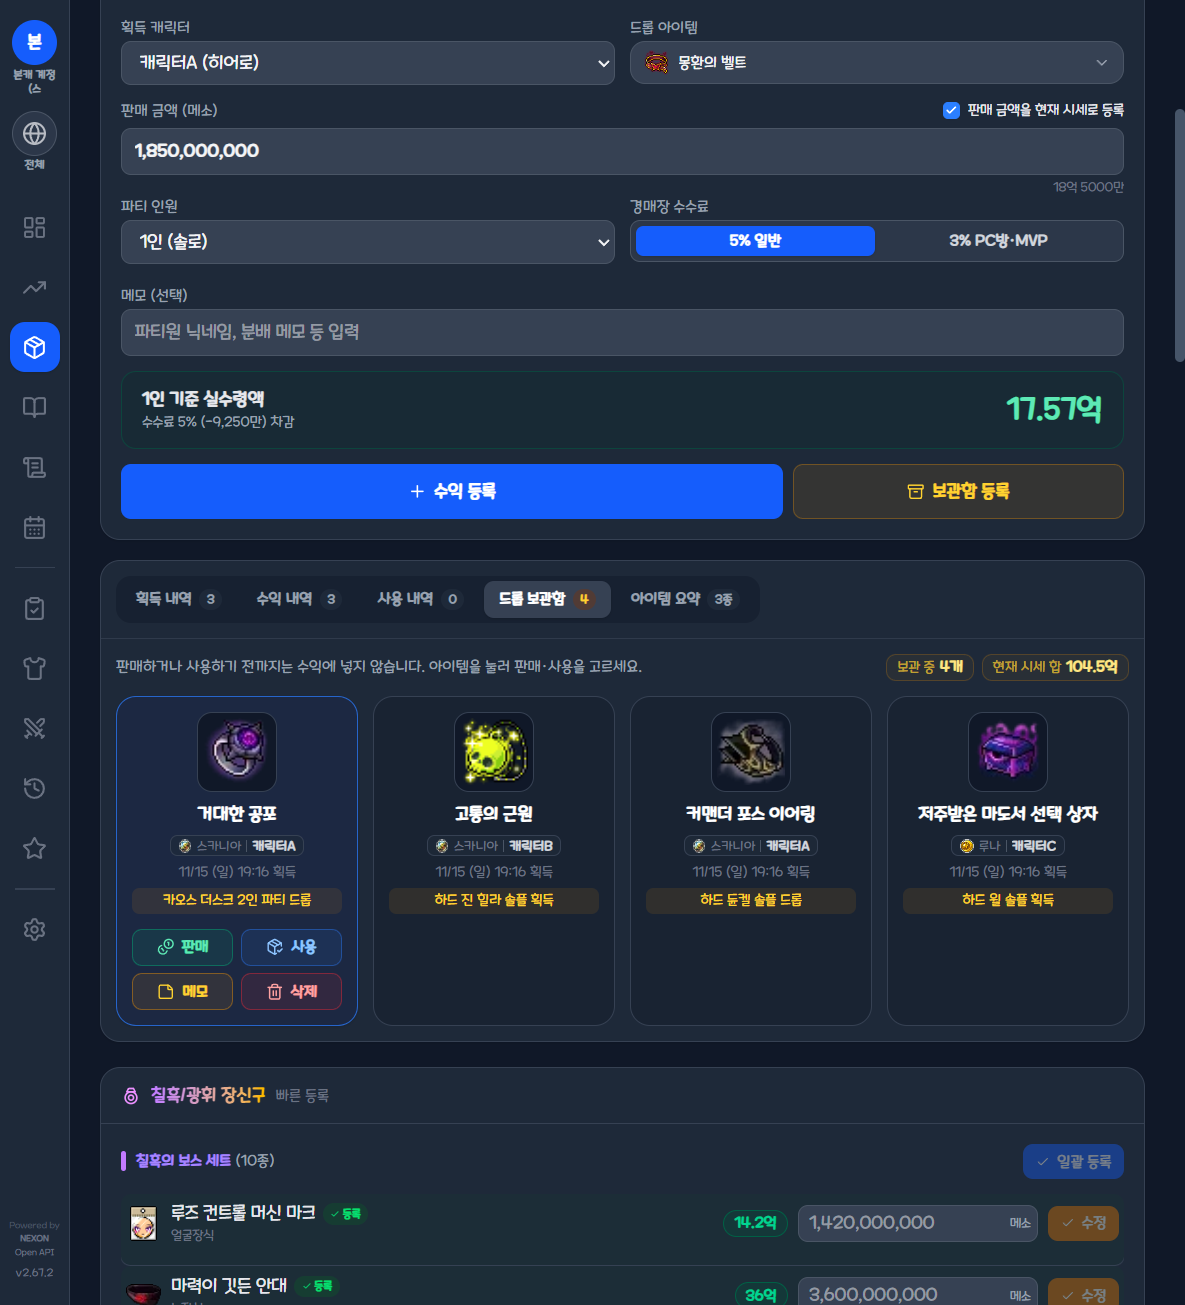 본
본캐 계정
(스
전체
획득 캐릭터
드롭 아이템
캐릭터A (히어로)
몽환의 벨트
판매 금액 (메소)
판매 금액을 현재 시세로 등록
1,850,000,000
18억 5000만
파티 인원
경매장 수수료
1인 (솔로)
5% 일반
3% PC방·MVP
메모 (선택)
파티원 닉네임, 분배 메모 등 입력
1인 기준 실수령액
수수료 5% (-9,250만) 차감
17.57억
수익 등록
보관함 등록
획득 내역 3
수익 내역 3
사용 내역 0
드롭 보관함 4
아이템 요약 3종
판매하거나 사용하기 전까지는 수익에 넣지 않습니다. 아이템을 눌러 판매·사용을 고르세요.
보관 중 4개
현재 시세 합 104.5억
거대한 공포
스카니아 | 캐릭터A
11/15 (일) 19:16 획득
카오스 더스크 2인 파티 드롭
판매
사용
메모
삭제
고통의 근원
스카니아 | 캐릭터B
11/15 (일) 19:16 획득
하드 진 힐라 솔플 획득
커맨더 포스 이어링
스카니아 | 캐릭터A
11/15 (일) 19:16 획득
하드 듄켈 솔플 드롭
저주받은 마도서 선택 상자
루나 | 캐릭터C
11/15 (일) 19:16 획득
하드 윌 솔플 획득
칠흑/광휘 장신구 빠른 등록
칠흑의 보스 세트 (10종)
일괄 등록
루즈 컨트롤 머신 마크
등록
얼굴장식
14.2억
1,420,000,000
메소
수정
마력이 깃든 안대
등록
36억
3,600,000,000
메소
수정
Powered by
NEXON
Open API
v2.67.2